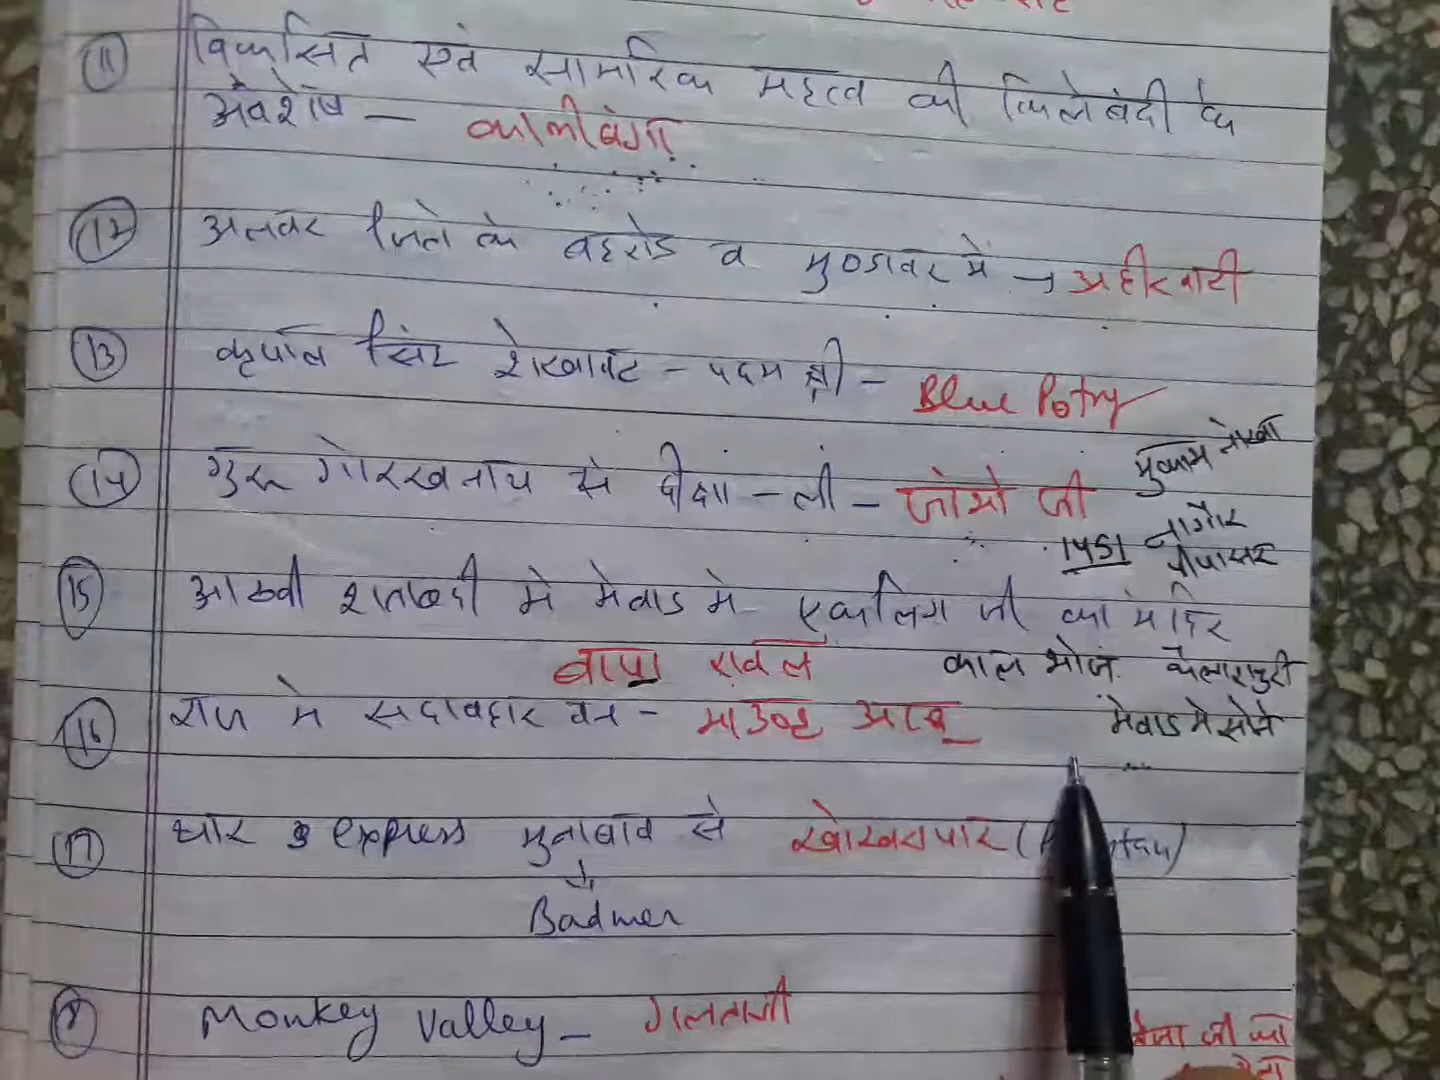 11 विकसित एवं सामरिक महत्व की किलेबंदी के
अवशेष — कालीबंगा
12 अलवर जिले के बहरोड व मुण्डावर मे → अहीरवाटी
13 कृपाल सिंह शेखावट - पदम श्री - Blue Potry
14 गुरू गोरखनाथ से दीक्षा - ली - जांभो जी
मुकाम नोखा
1451 नागौर
पीपासर
15 आठवी शताब्दी मे मेवाड मे एकलिंग जी का मंदिर
बापा रावल काल भोज कैलाशपुरी
16 राज मे सदाबहार वन - माउण्ट आबू मेवाड मे सोने
17 थार express मुनाबाव से खोखरापार
↓
Badmer
18 Monkey Valley - गलताजी
जी का